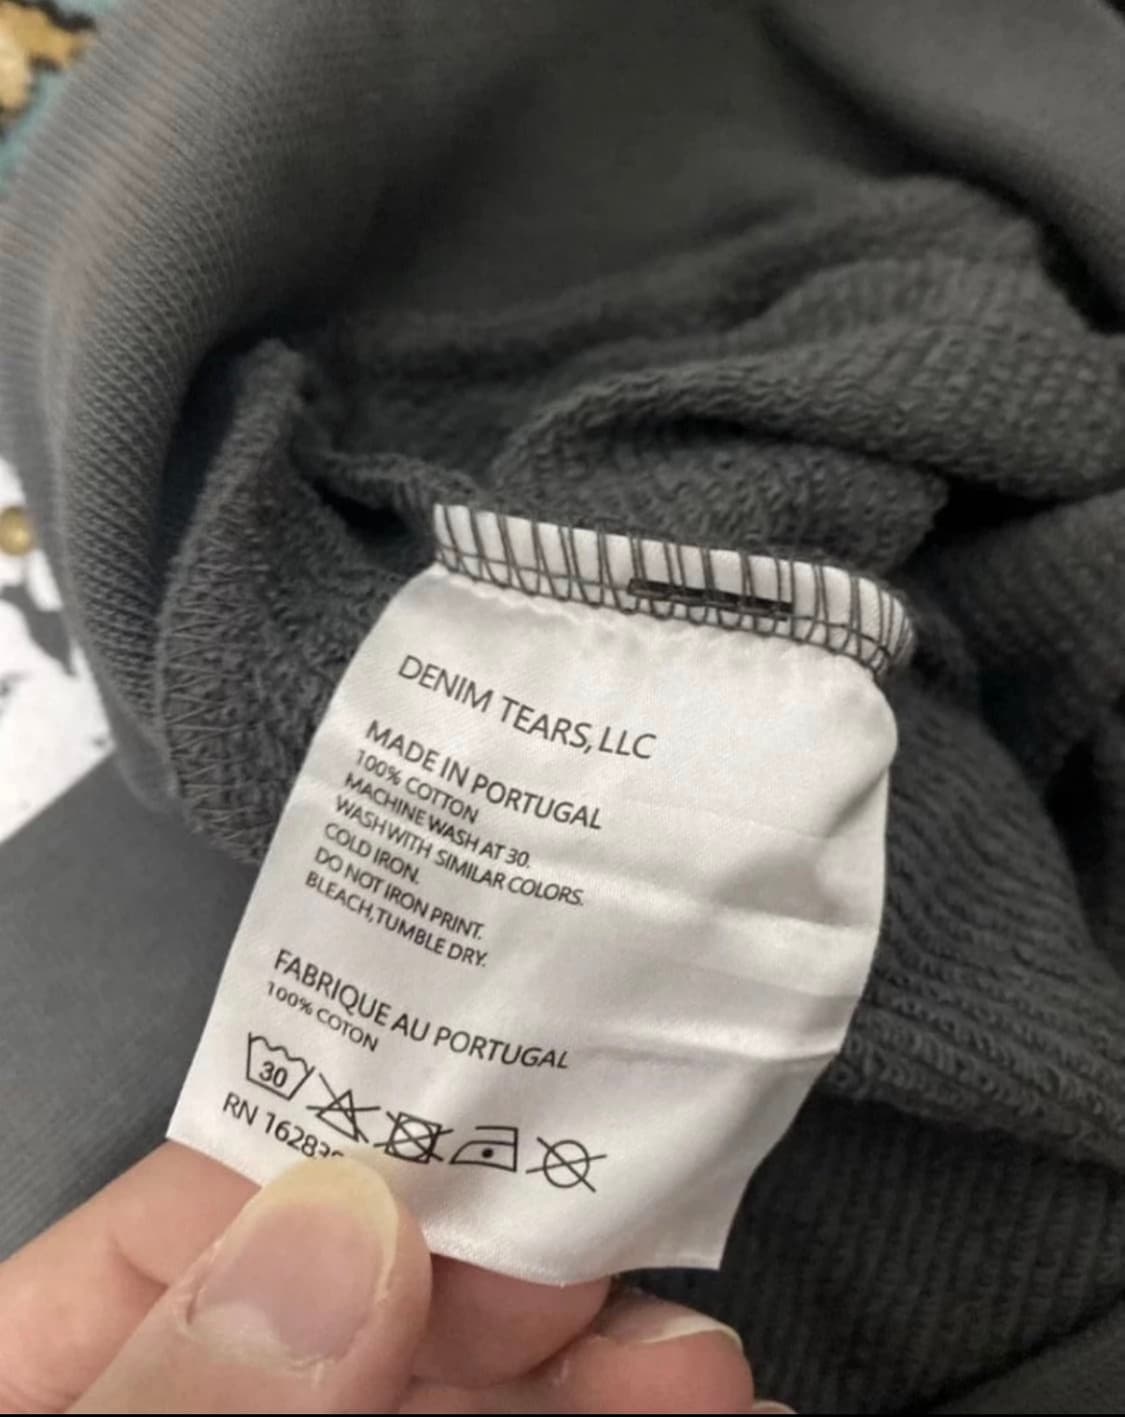 DENIM TEARS, LLC
MADE IN PORTUGAL
100% COTTON
MACHINE WASH AT 30.
WASH WITH SIMILAR COLORS.
COLD IRON.
DO NOT IRON PRINT.
BLEACH,TUMBLE DRY.
FABRIQUE AU PORTUGAL
100% COTON
30
RN